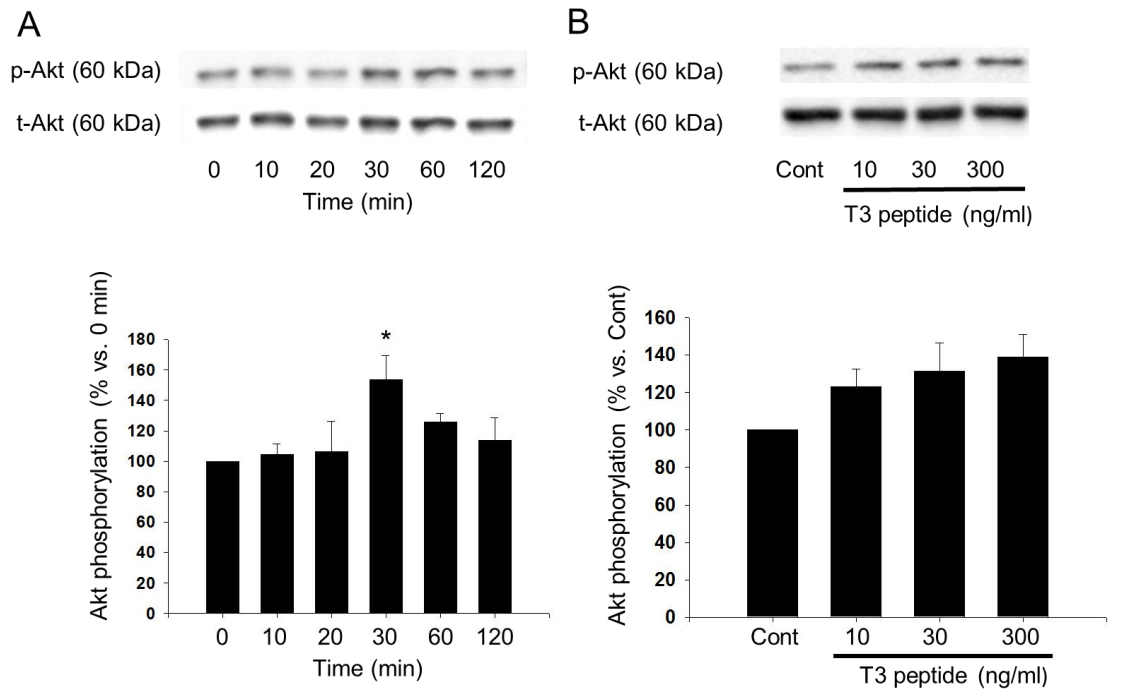 A
p-Akt (60 kDa)
t-Akt (60 kDa)
0 10 20 30 60 120
Time (min)
Akt phosphorylation (% vs. 0 min)
180
160
140
120
100
80
60
40
20
0
*
0 10 20 30 60 120
Time (min)
B
p-Akt (60 kDa)
t-Akt (60 kDa)
Cont 10 30 300
T3 peptide (ng/ml)
Akt phosphorylation (% vs. Cont)
160
140
120
100
80
60
40
20
0
Cont 10 30 300
T3 peptide (ng/ml)